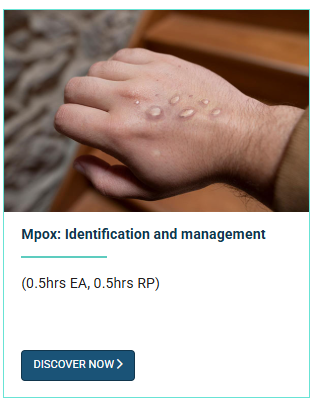 Mpox: Identification and management
(0.5hrs EA, 0.5hrs RP)
DISCOVER NOW